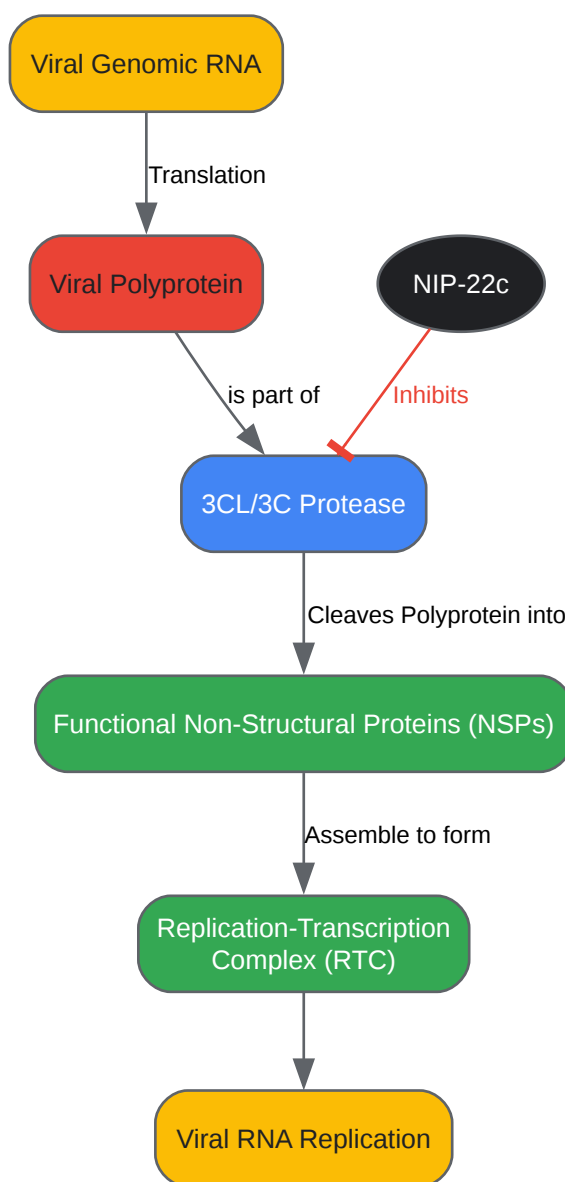 Viral Genomic RNA
Translation
Viral Polyprotein
NIP-22c
is part of
Inhibits
3CL/3C Protease
Cleaves Polyprotein into
Functional Non-Structural Proteins (NSPs)
Assemble to form
Replication-Transcription
Complex (RTC)
Viral RNA Replication